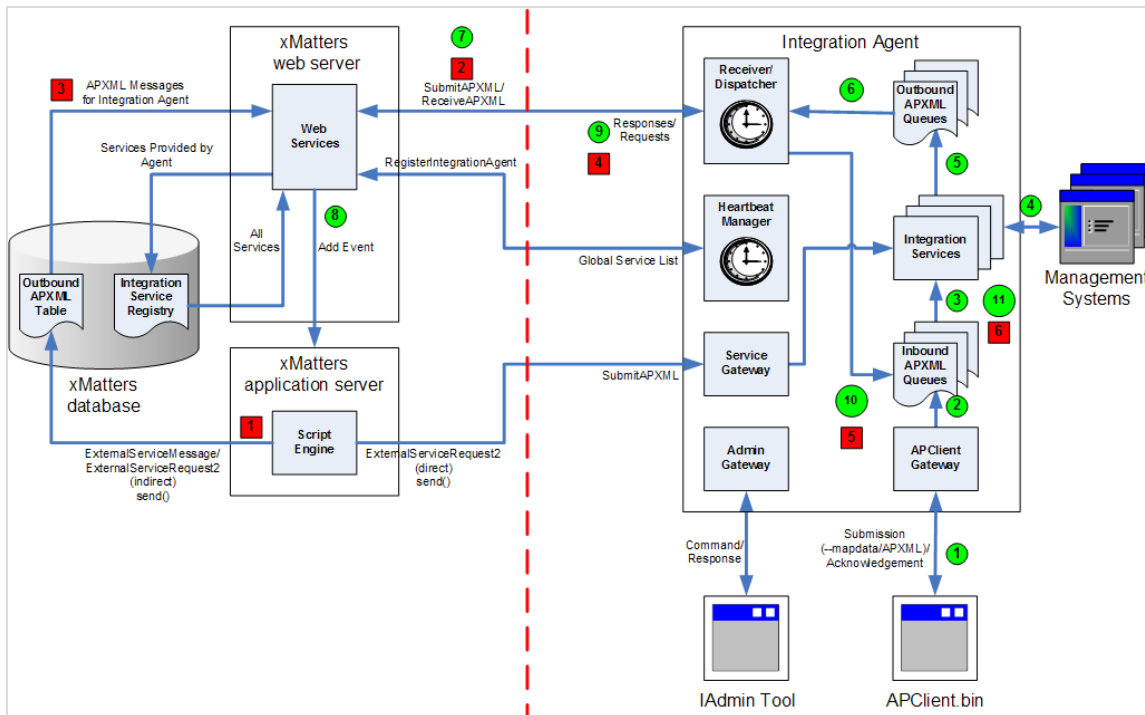 xMatters
web server
7
2
SubmitAPXML/
ReceiveAPXML
3
APXML Messages
for Integration Agent
Web
Services
Services Provided by
Agent
RegisterIntegrationAgent
8
All
Services
Add Event
Outbound
APXML
Table
Integration
Service
Registry
xMatters
database
xMatters
application server
1
Script
Engine
ExternalServiceMessage/
ExternalServiceRequest2
(indirect)
send()
ExternalServiceRequest2
(direct)
send()
Integration Agent
Receiver/
Dispatcher
6
Outbound
APXML
Queues
9
Responses/
Requests
4
5
Heartbeat
Manager
Global Service List
Integration
Services
4
Management
Systems
3
11
6
Service
Gateway
SubmitAPXML
Inbound
APXML
Queues
10
5
2
Admin
Gateway
APClient
Gateway
Command/
Response
Submission
(--mapdata/APXML)/
Acknowledgement
1
IAdmin Tool
APClient.bin